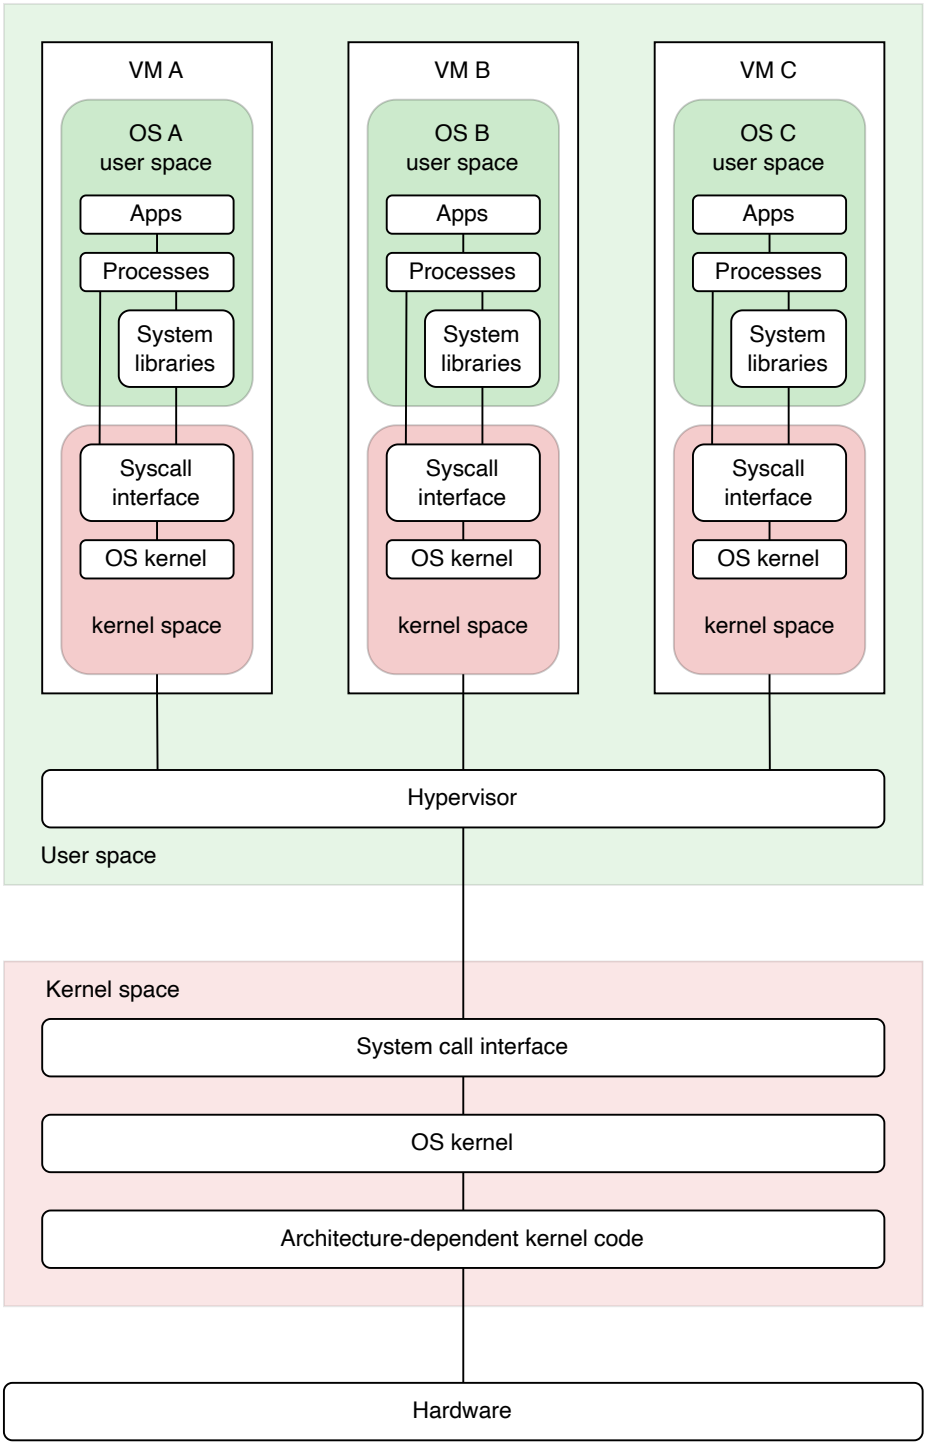 VM A
OS A
user space
Apps
Processes
System
libraries
Syscall
interface
OS kernel
kernel space
VM B
OS B
user space
Apps
Processes
System
libraries
Syscall
interface
OS kernel
kernel space
VM C
OS C
user space
Apps
Processes
System
libraries
Syscall
interface
OS kernel
kernel space
Hypervisor
User space
Kernel space
System call interface
OS kernel
Architecture-dependent kernel code
Hardware